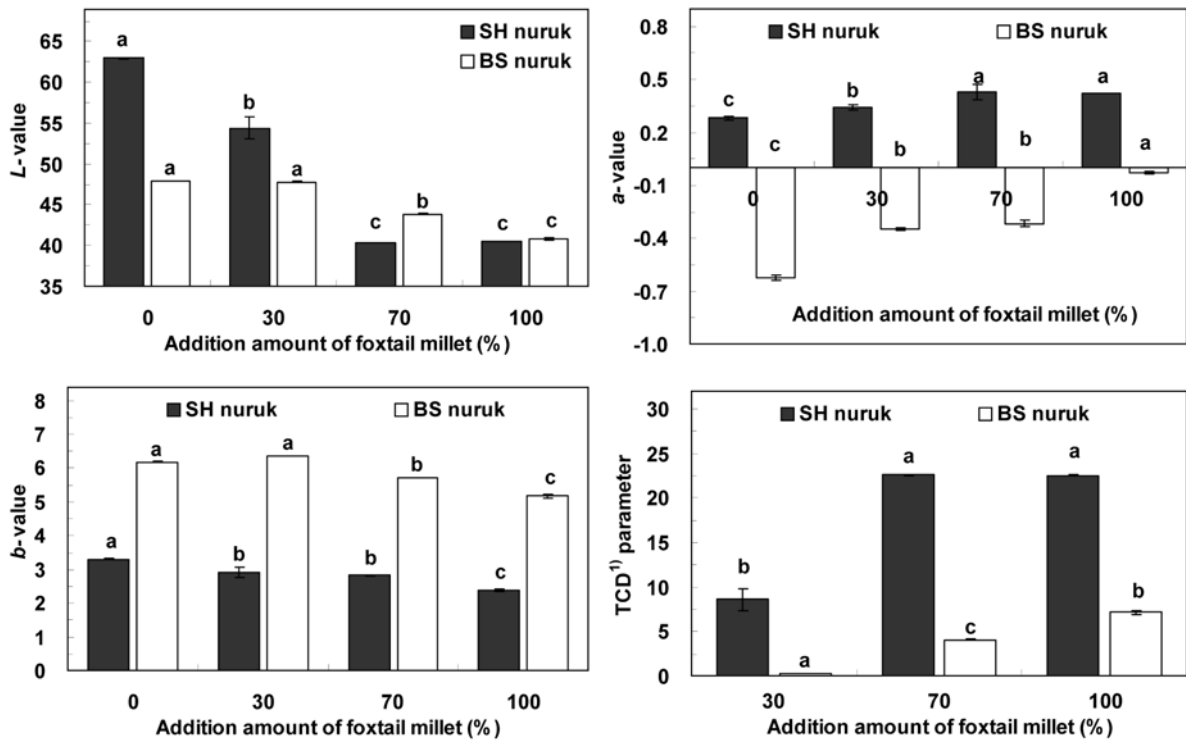 SH nuruk
BS nuruk
L- value
65
60
55
50
45
40
35
a
a
b
a
c
b
c
c
0
30
70
100
Addition amount of foxtail millet (%)
SH nuruk
BS nuruk
a- value
0.8
0.5
0.2
-0.1
-0.4
-0.7
-1.0
c
c
b
b
a
b
a
a
0
30
70
100
Addition amount of foxtail millet (%)
SH nuruk
BS nuruk
b- value
8
7
6
5
4
3
2
1
0
a
a
b
a
b
b
c
c
0
30
70
100
Addition amount of foxtail millet (%)
SH nuruk
BS nuruk
TCD1) parameter
30
25
20
15
10
5
0
b
a
a
c
a
b
30
70
100
Addition amount of foxtail millet (%)